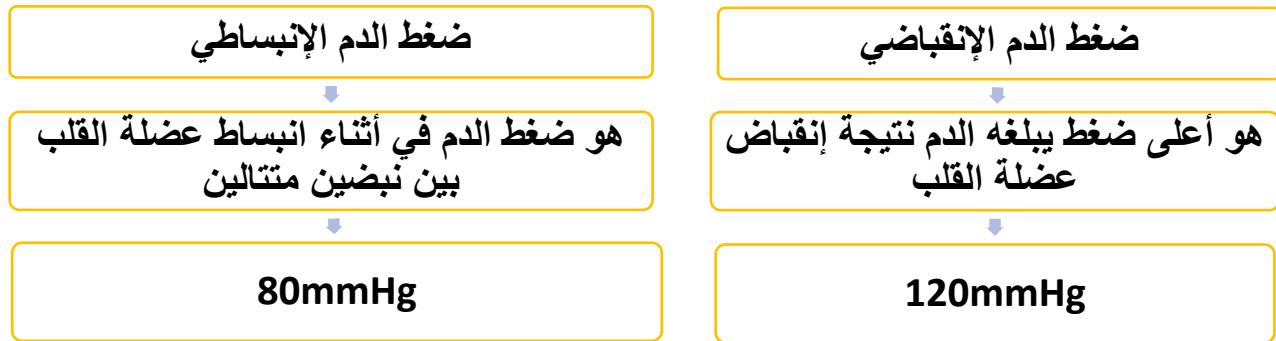 ضغط الدم الإنقباضي
هو أعلى ضغط يبلغه الدم نتيجة إنقباض
عضلة القلب
120mmHg
ضغط الدم الإنبساطي
هو ضغط الدم في أثناء انبساط عضلة القلب
بين نبضين متتالين
80mmHg